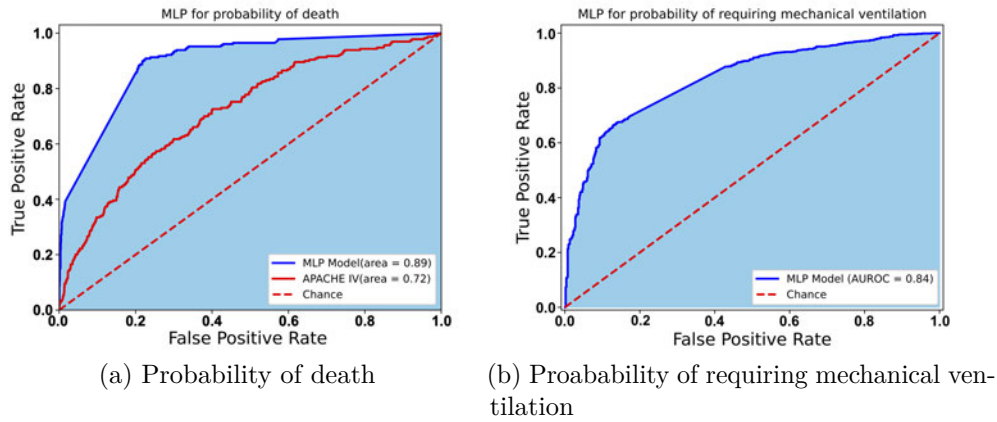 MLP for probability of death
True Positive Rate
1.0
0.8
0.6
0.4
0.2
0.0
MLP Model(area = 0.89)
APACHE IV(area = 0.72)
Chance
0.0 0.2 0.4 0.6 0.8 1.0
False Positive Rate
(a) Probability of death
MLP for probability of requiring mechanical ventilation
True Positive Rate
1.0
0.8
0.6
0.4
0.2
0.0
MLP Model (AUROC = 0.84)
Chance
0.0 0.2 0.4 0.6 0.8 1.0
False Positive Rate
(b) Proababability of requiring mechanical ven-
tilation